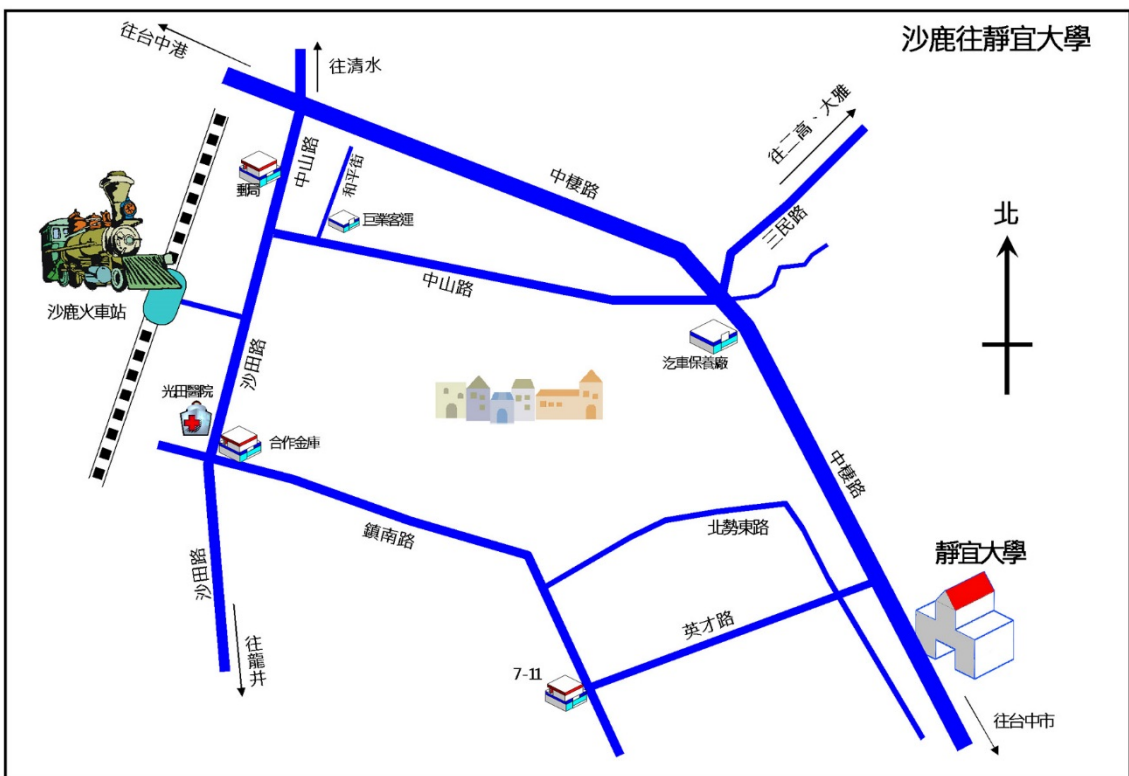 沙鹿往靜宜大學
往台中港
往清水
往二高、大雅
中山路
和平街
郵局
巨業客運
中棲路
三民路
北
中山路
沙鹿火車站
汔車保養廠
沙田路
光田醫院
合作金庫
中棲路
鎮南路
北勢東路
沙田路
靜宜大學
英才路
往龍井
7-11
往台中市